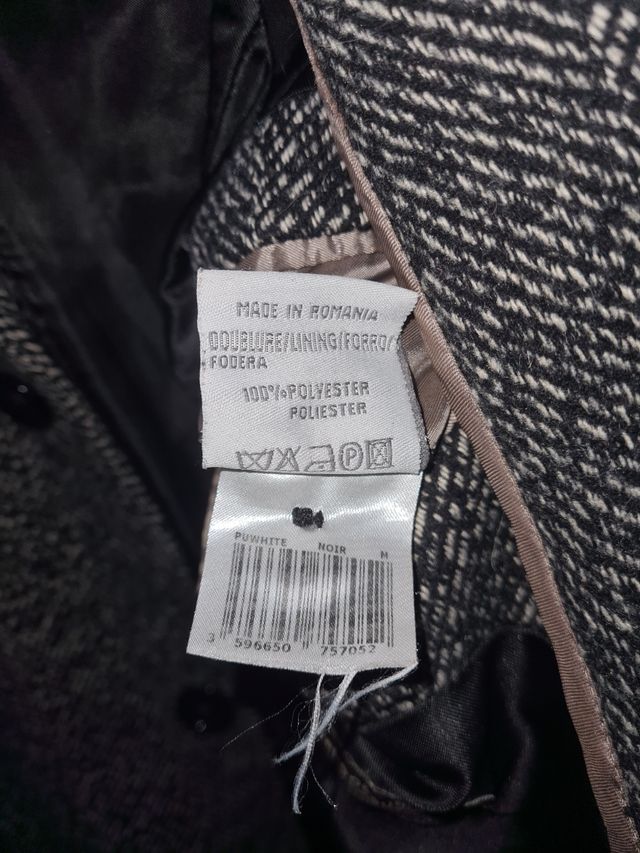 MADE IN ROMANIA
DOUBLURE/LINING/FORRO/
FODERA
100% POLYESTER
POLIESTER
PUWHITE NOIR M
3 596650 757052